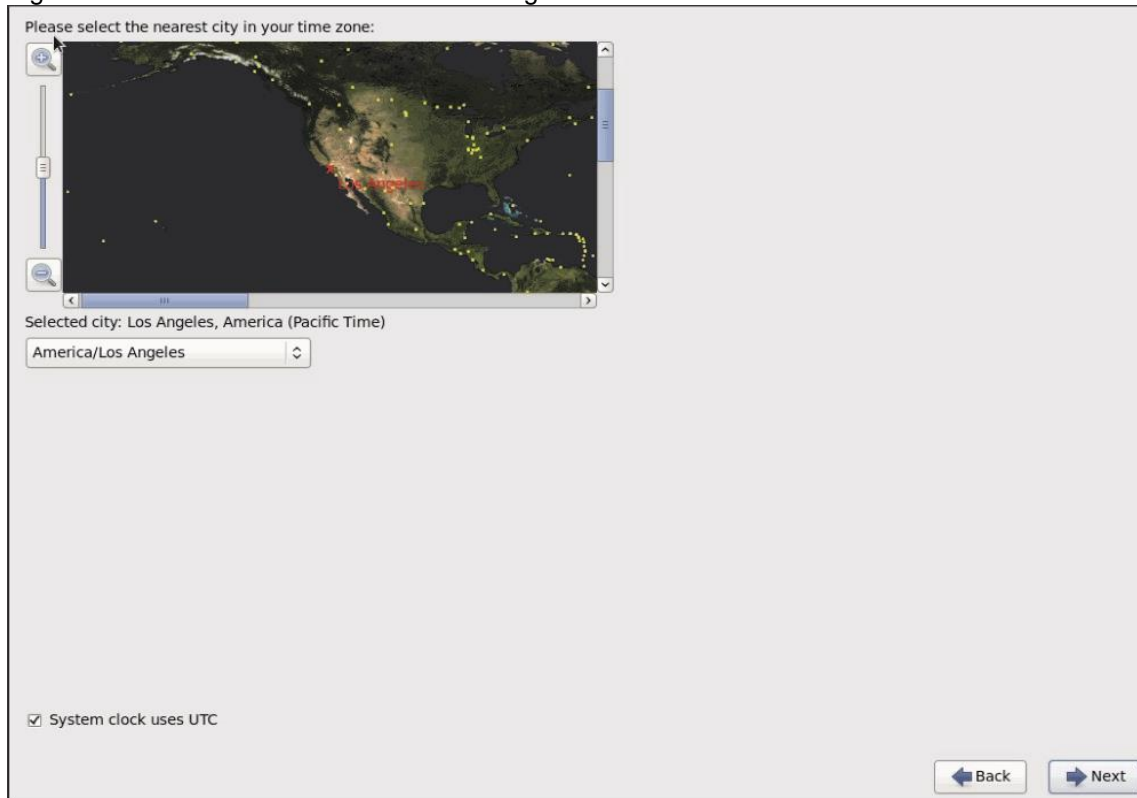 Please select the nearest city in your time zone:
Los Angeles
Selected city: Los Angeles, America (Pacific Time)
America/Los Angeles
System clock uses UTC
Back
Next